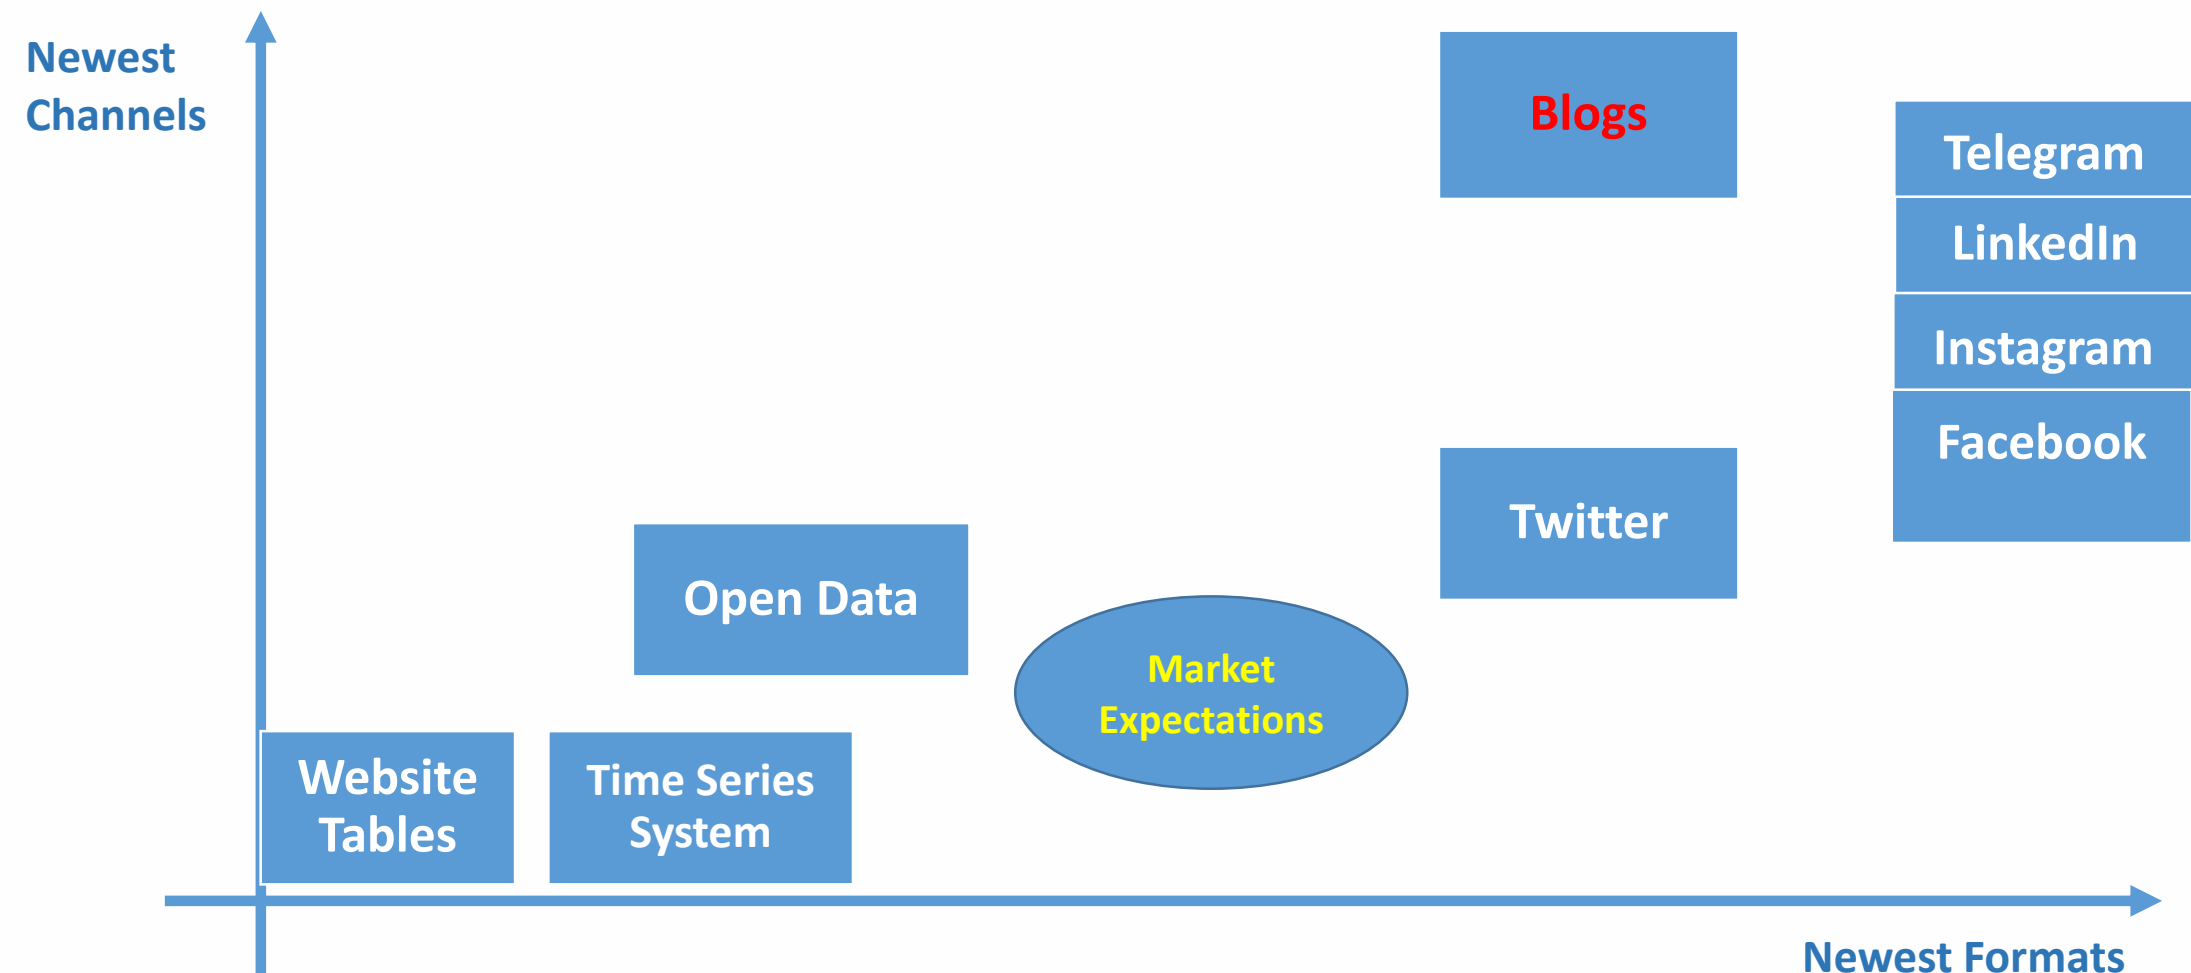 Newest
Channels
Blogs
Telegram
LinkedIn
Instagram
Facebook
Twitter
Open Data
Market
Expectations
Website
Tables
Time Series
System
Newest Formats